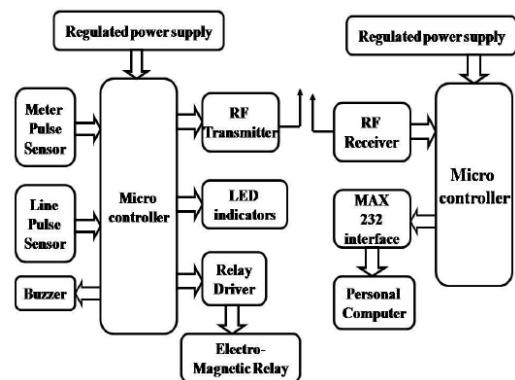 Regulated power supply
Meter
Pulse
Sensor
Line
Pulse
Sensor
Buzzer
Micro
controller
RF
Transmitter
LED
indicators
Relay
Driver
Electro-
Magnetic Relay
Regulated power supply
RF
Receiver
Micro
controller
MAX
232
interface
Personal
Computer